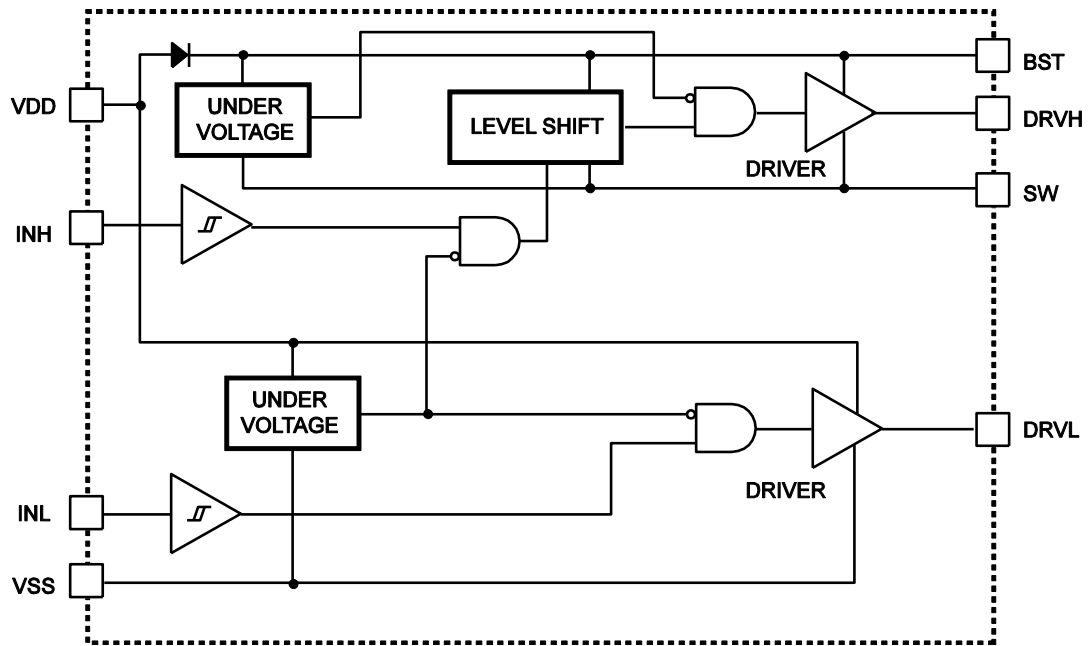 BST
VDD
UNDER
VOLTAGE
LEVEL SHIFT
DRVH
DRIVER
SW
INH
UNDER
VOLTAGE
DRVL
DRIVER
INL
VSS